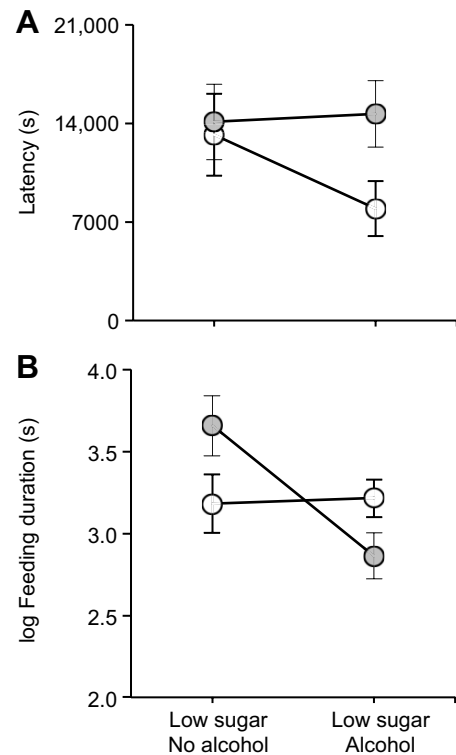 A
21,000
14,000
7000
0
Latency (s)
B
4.0
3.5
3.0
2.5
2.0
log Feeding duration (s)
Low sugar
No alcohol
Low sugar
Alcohol